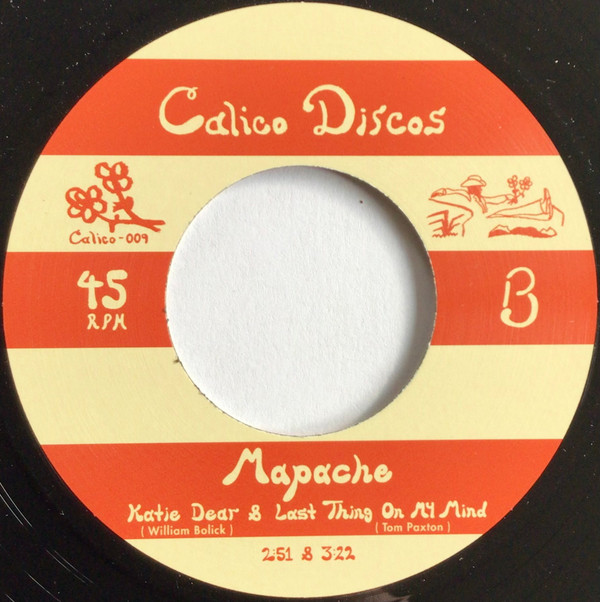 Calico Discos
Calico-009
45
RPM
B
Mapache
Katie Dear & Last Thing On My Mind
( William Bolick ) ( Tom Paxton )
2:51 & 3:22